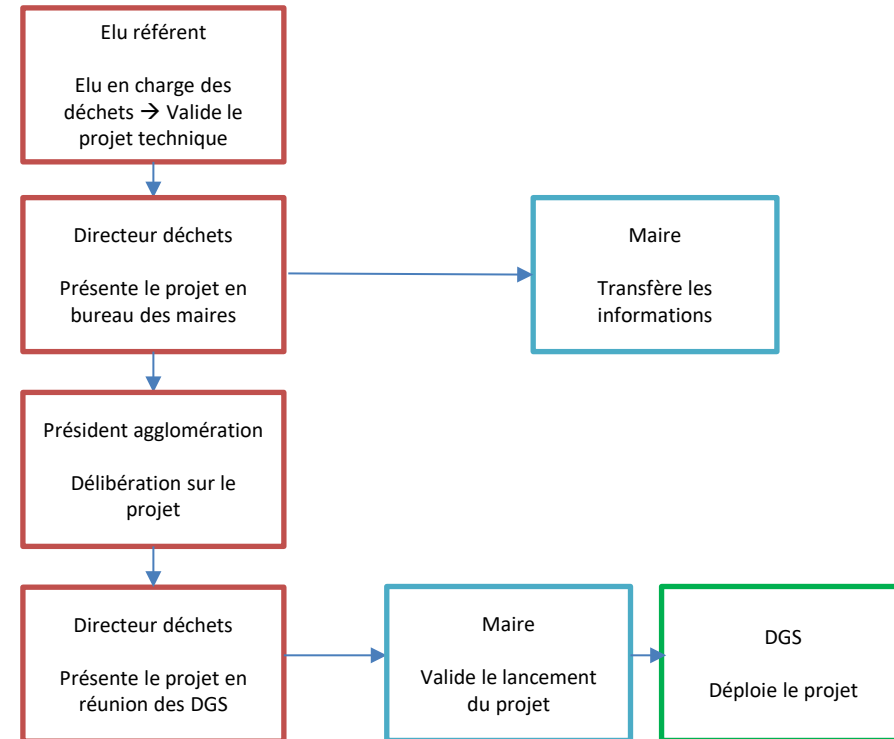 Elu référent
Elu en charge des
déchets → Valide le
projet technique
Directeur déchets
Présente le projet en
bureau des maires
Maire
Transfère les
informations
Président agglomération
Délibération sur le
projet
Directeur déchets
Présente le projet en
réunion des DGS
Maire
Valide le lancement
du projet
DGS
Déploie le projet